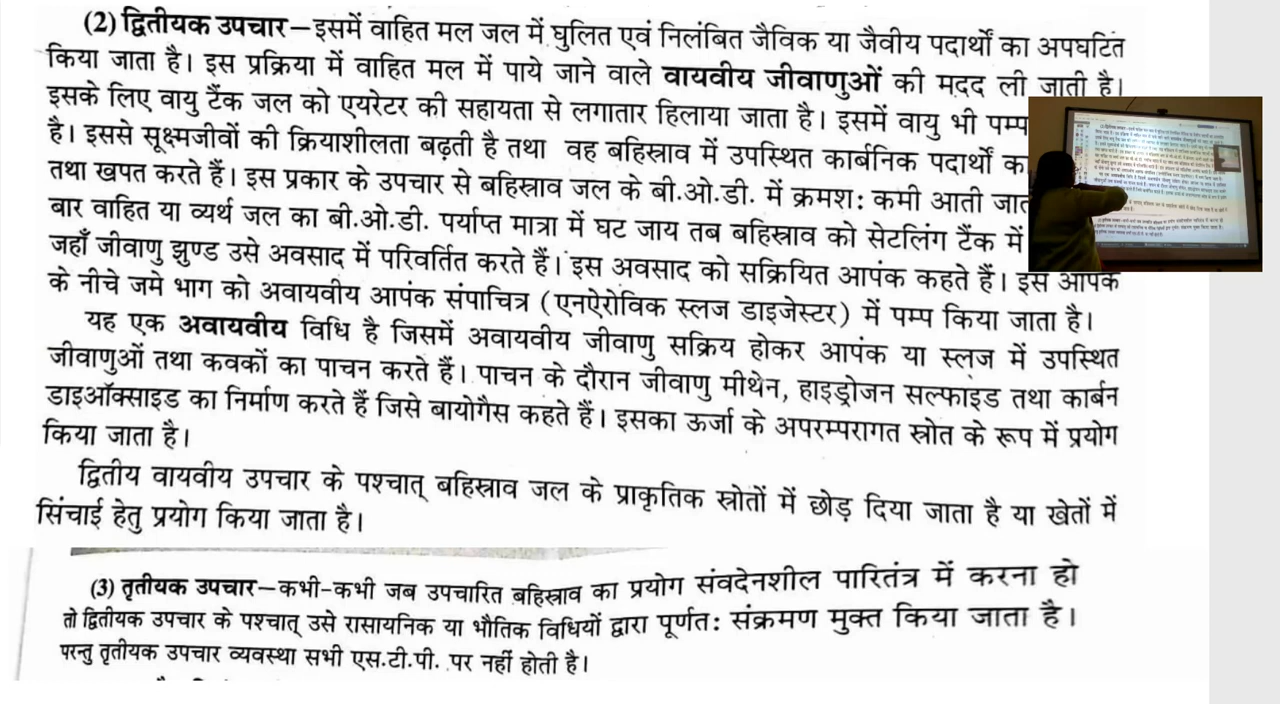 (2) द्वितीयक उपचार–इसमें वाहित मल जल में घुलित एवं निलंबित जैविक या जैवीय पदार्थों का अपघटित
किया जाता है। इस प्रक्रिया में वाहित मल में पाये जाने वाले वायवीय जीवाणुओं की मदद ली जाती है।
इसके लिए वायु टैंक जल को एयरेटर की सहायता से लगातार हिलाया जाता है। इसमें वायु भी पम्प
है। इससे सूक्ष्मजीवों की क्रियाशीलता बढ़ती है तथा वह बहिस्राव में उपस्थित कार्बनिक पदार्थों
तथा खपत करते हैं। इस प्रकार के उपचार से बहिस्राव जल के बी.ओ.डी. में क्रमश: कमी आती
बार वाहित या व्यर्थ जल का बी.ओ.डी. पर्याप्त मात्रा में घट जाय तब बहिस्राव को सेटलिंग टैंक में
जहाँ जीवाणु झुण्ड उसे अवसाद में परिवर्तित करते हैं। इस अवसाद को सक्रियित आपंक कहते हैं। इस आपंक
के नीचे जमे भाग को अवायवीय आपंक संपाचित्र (एनऐरोविक स्लज डाइजेस्टर) में पम्प किया जाता है।
यह एक अवायवीय विधि है जिसमें अवायवीय जीवाणु सक्रिय होकर आपंक या स्लज में उपस्थित
जीवाणुओं तथा कवकों का पाचन करते हैं। पाचन के दौरान जीवाणु मीथेन, हाइड्रोजन सल्फाइड तथा कार्बन
डाइऑक्साइड का निर्माण करते हैं जिसे बायोगैस कहते हैं। इसका ऊर्जा के अपरम्परागत स्रोत के रूप में प्रयोग
किया जाता है।
द्वितीय वायवीय उपचार के पश्चात् बहिस्राव जल के प्राकृतिक स्रोतों में छोड़ दिया जाता है या खेतों में
सिंचाई हेतु प्रयोग किया जाता है।
(3) तृतीयक उपचार–कभी-कभी जब उपचारित बहिस्राव का प्रयोग संवदेनशील पारितंत्र में करना हो
तो द्वितीयक उपचार के पश्चात् उसे रासायनिक या भौतिक विधियों द्वारा पूर्णत: संक्रमण मुक्त किया जाता है।
परन्तु तृतीयक उपचार व्यवस्था सभी एस.टी.पी. पर नहीं होती है।